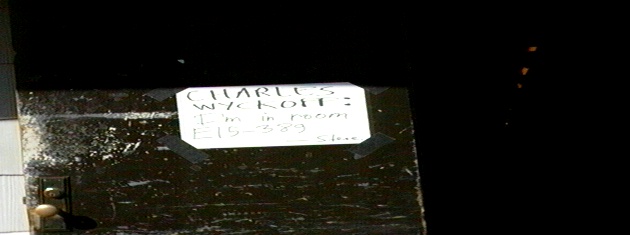 CHARLES
WYCKOFF:
I'm in room
E15-389
- Steve